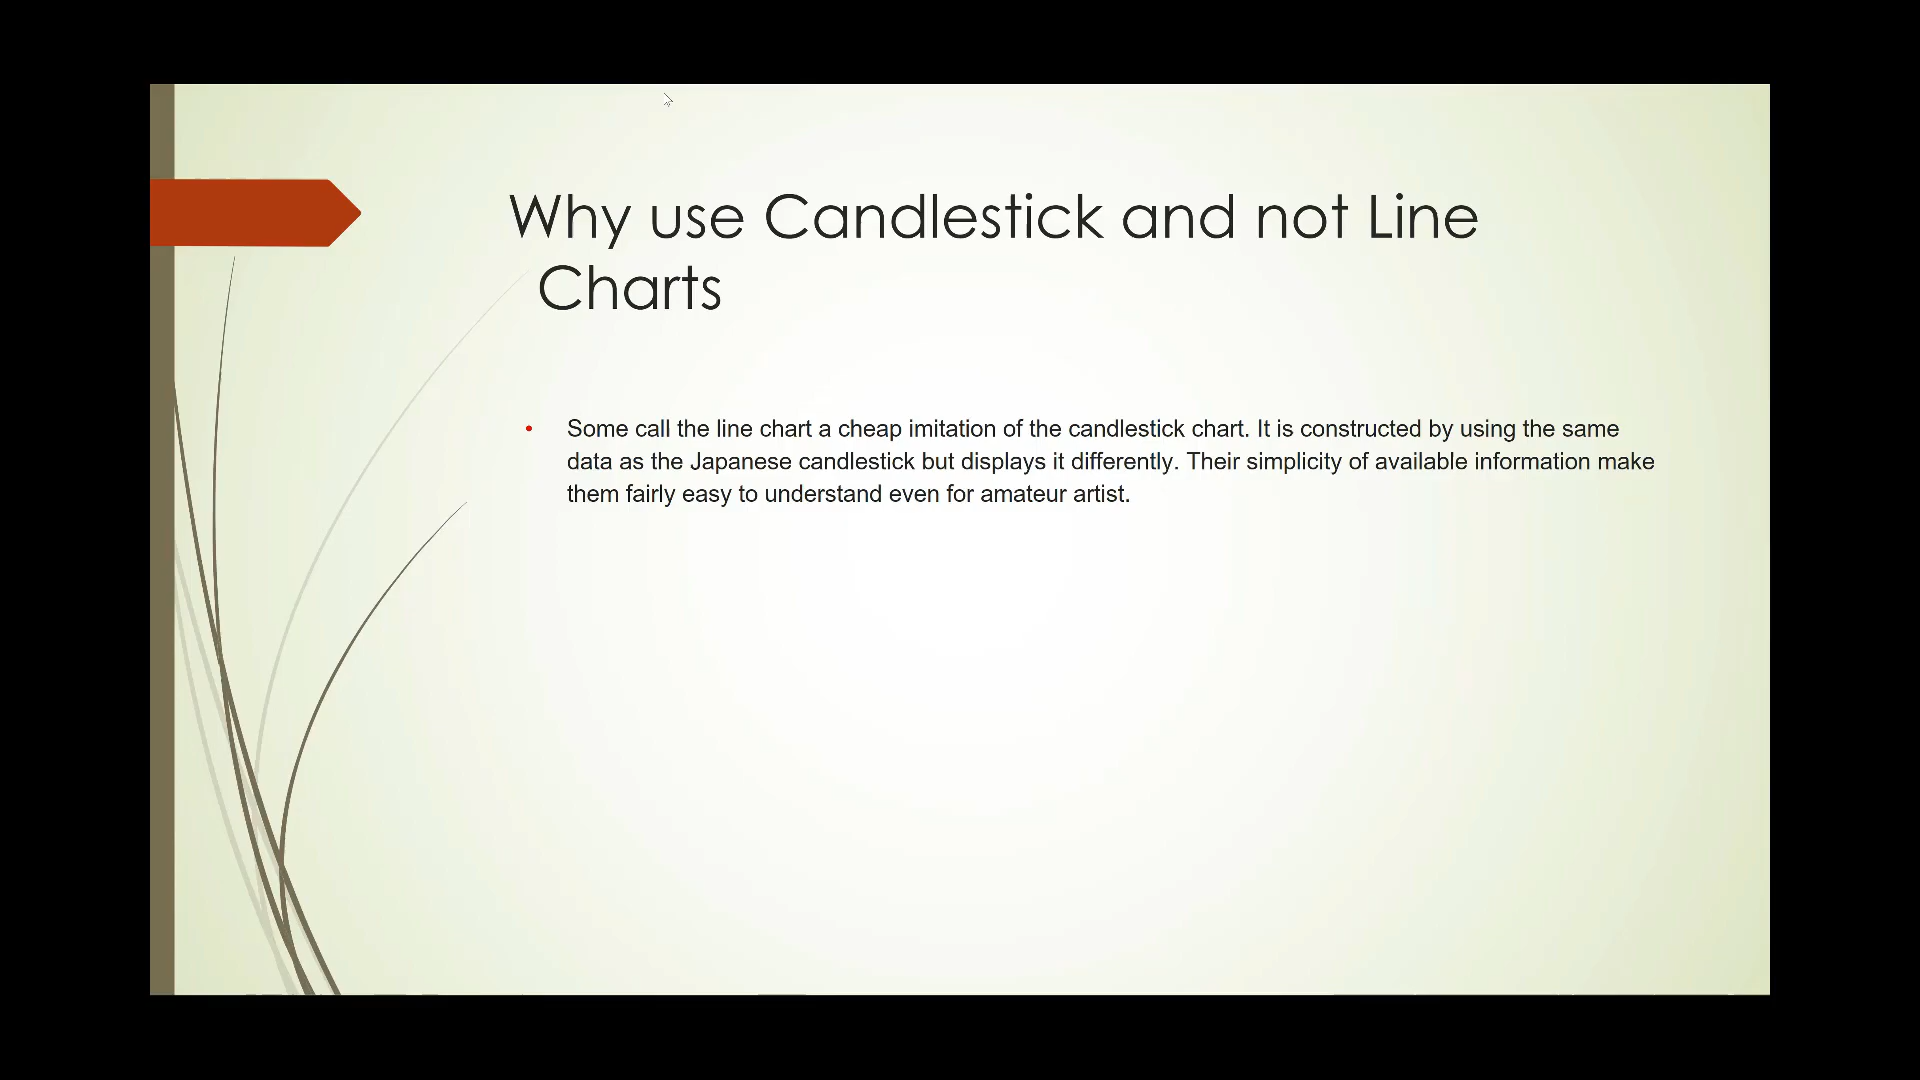 Why use Candlestick and not Line
Charts
• Some call the line chart a cheap imitation of the candlestick chart. It is constructed by using the same
data as the Japanese candlestick but displays it differently. Their simplicity of available information make
them fairly easy to understand even for amateur artist.